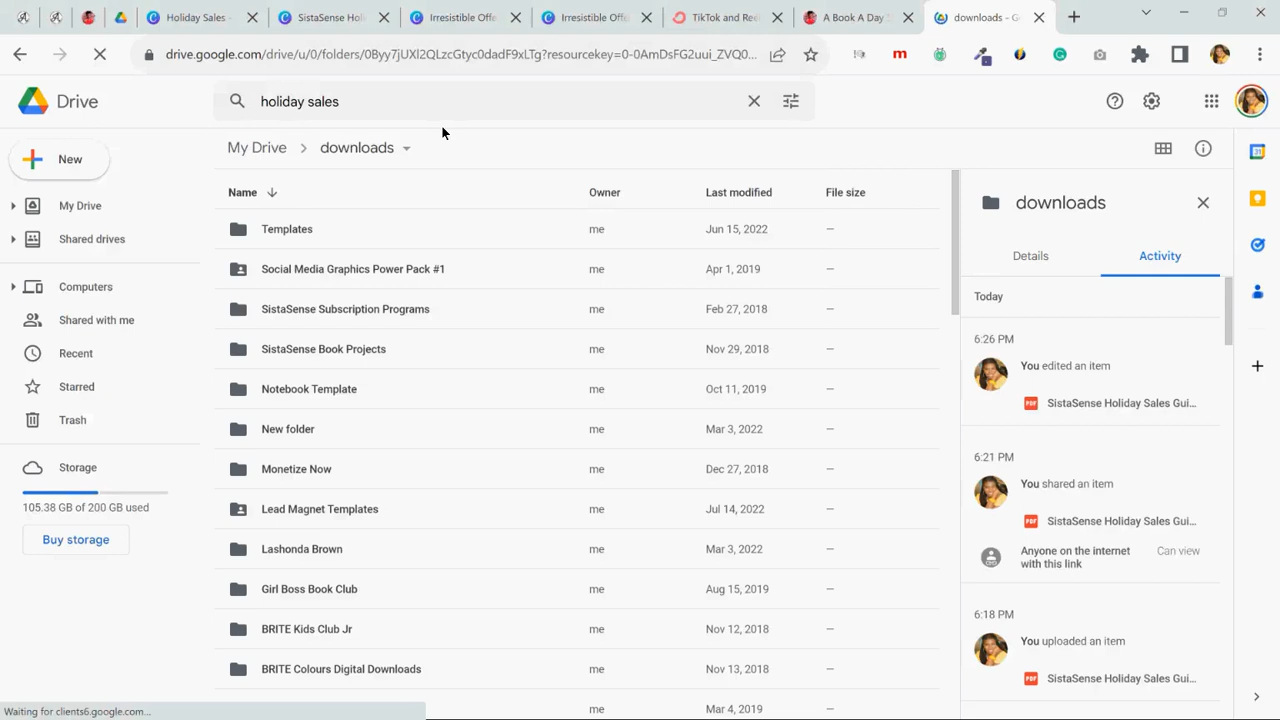 Holiday Sales -
SistaSense Hol
Irresistible Offe
Irresistible Offe
TikTok and Ree
A Book A Day
downloads - G
drive.google.com/drive/u/0/folders/0Byy7jUXl2QLzcGtyc0dadF9xLTg?resourcekey=0-0AmDsFG2uui_ZVQ0...
Drive
holiday sales
New
My Drive
Shared drives
Computers
Shared with me
Recent
Starred
Trash
Storage
105.38 GB of 200 GB used
Buy storage
My Drive > downloads
Name Owner Last modified File size
Templates me Jun 15, 2022 –
Social Media Graphics Power Pack #1 me Apr 1, 2019 –
SistaSense Subscription Programs me Feb 27, 2018 –
SistaSense Book Projects me Nov 29, 2018 –
Notebook Template me Oct 11, 2019 –
New folder me Mar 3, 2022 –
Monetize Now me Dec 27, 2018 –
Lead Magnet Templates me Jul 14, 2022 –
Lashonda Brown me Mar 3, 2022 –
Girl Boss Book Club me Aug 15, 2019 –
BRITE Kids Club Jr me Nov 12, 2018 –
BRITE Colours Digital Downloads me Nov 13, 2018 –
me Mar 4, 2019 –
downloads
Details Activity
Today
6:26 PM
You edited an item
PDF SistaSense Holiday Sales Gui...
6:21 PM
You shared an item
PDF SistaSense Holiday Sales Gui...
Anyone on the internet Can view
with this link
6:18 PM
You uploaded an item
PDF SistaSense Holiday Sales Gui...
Waiting for clients6.google.com...